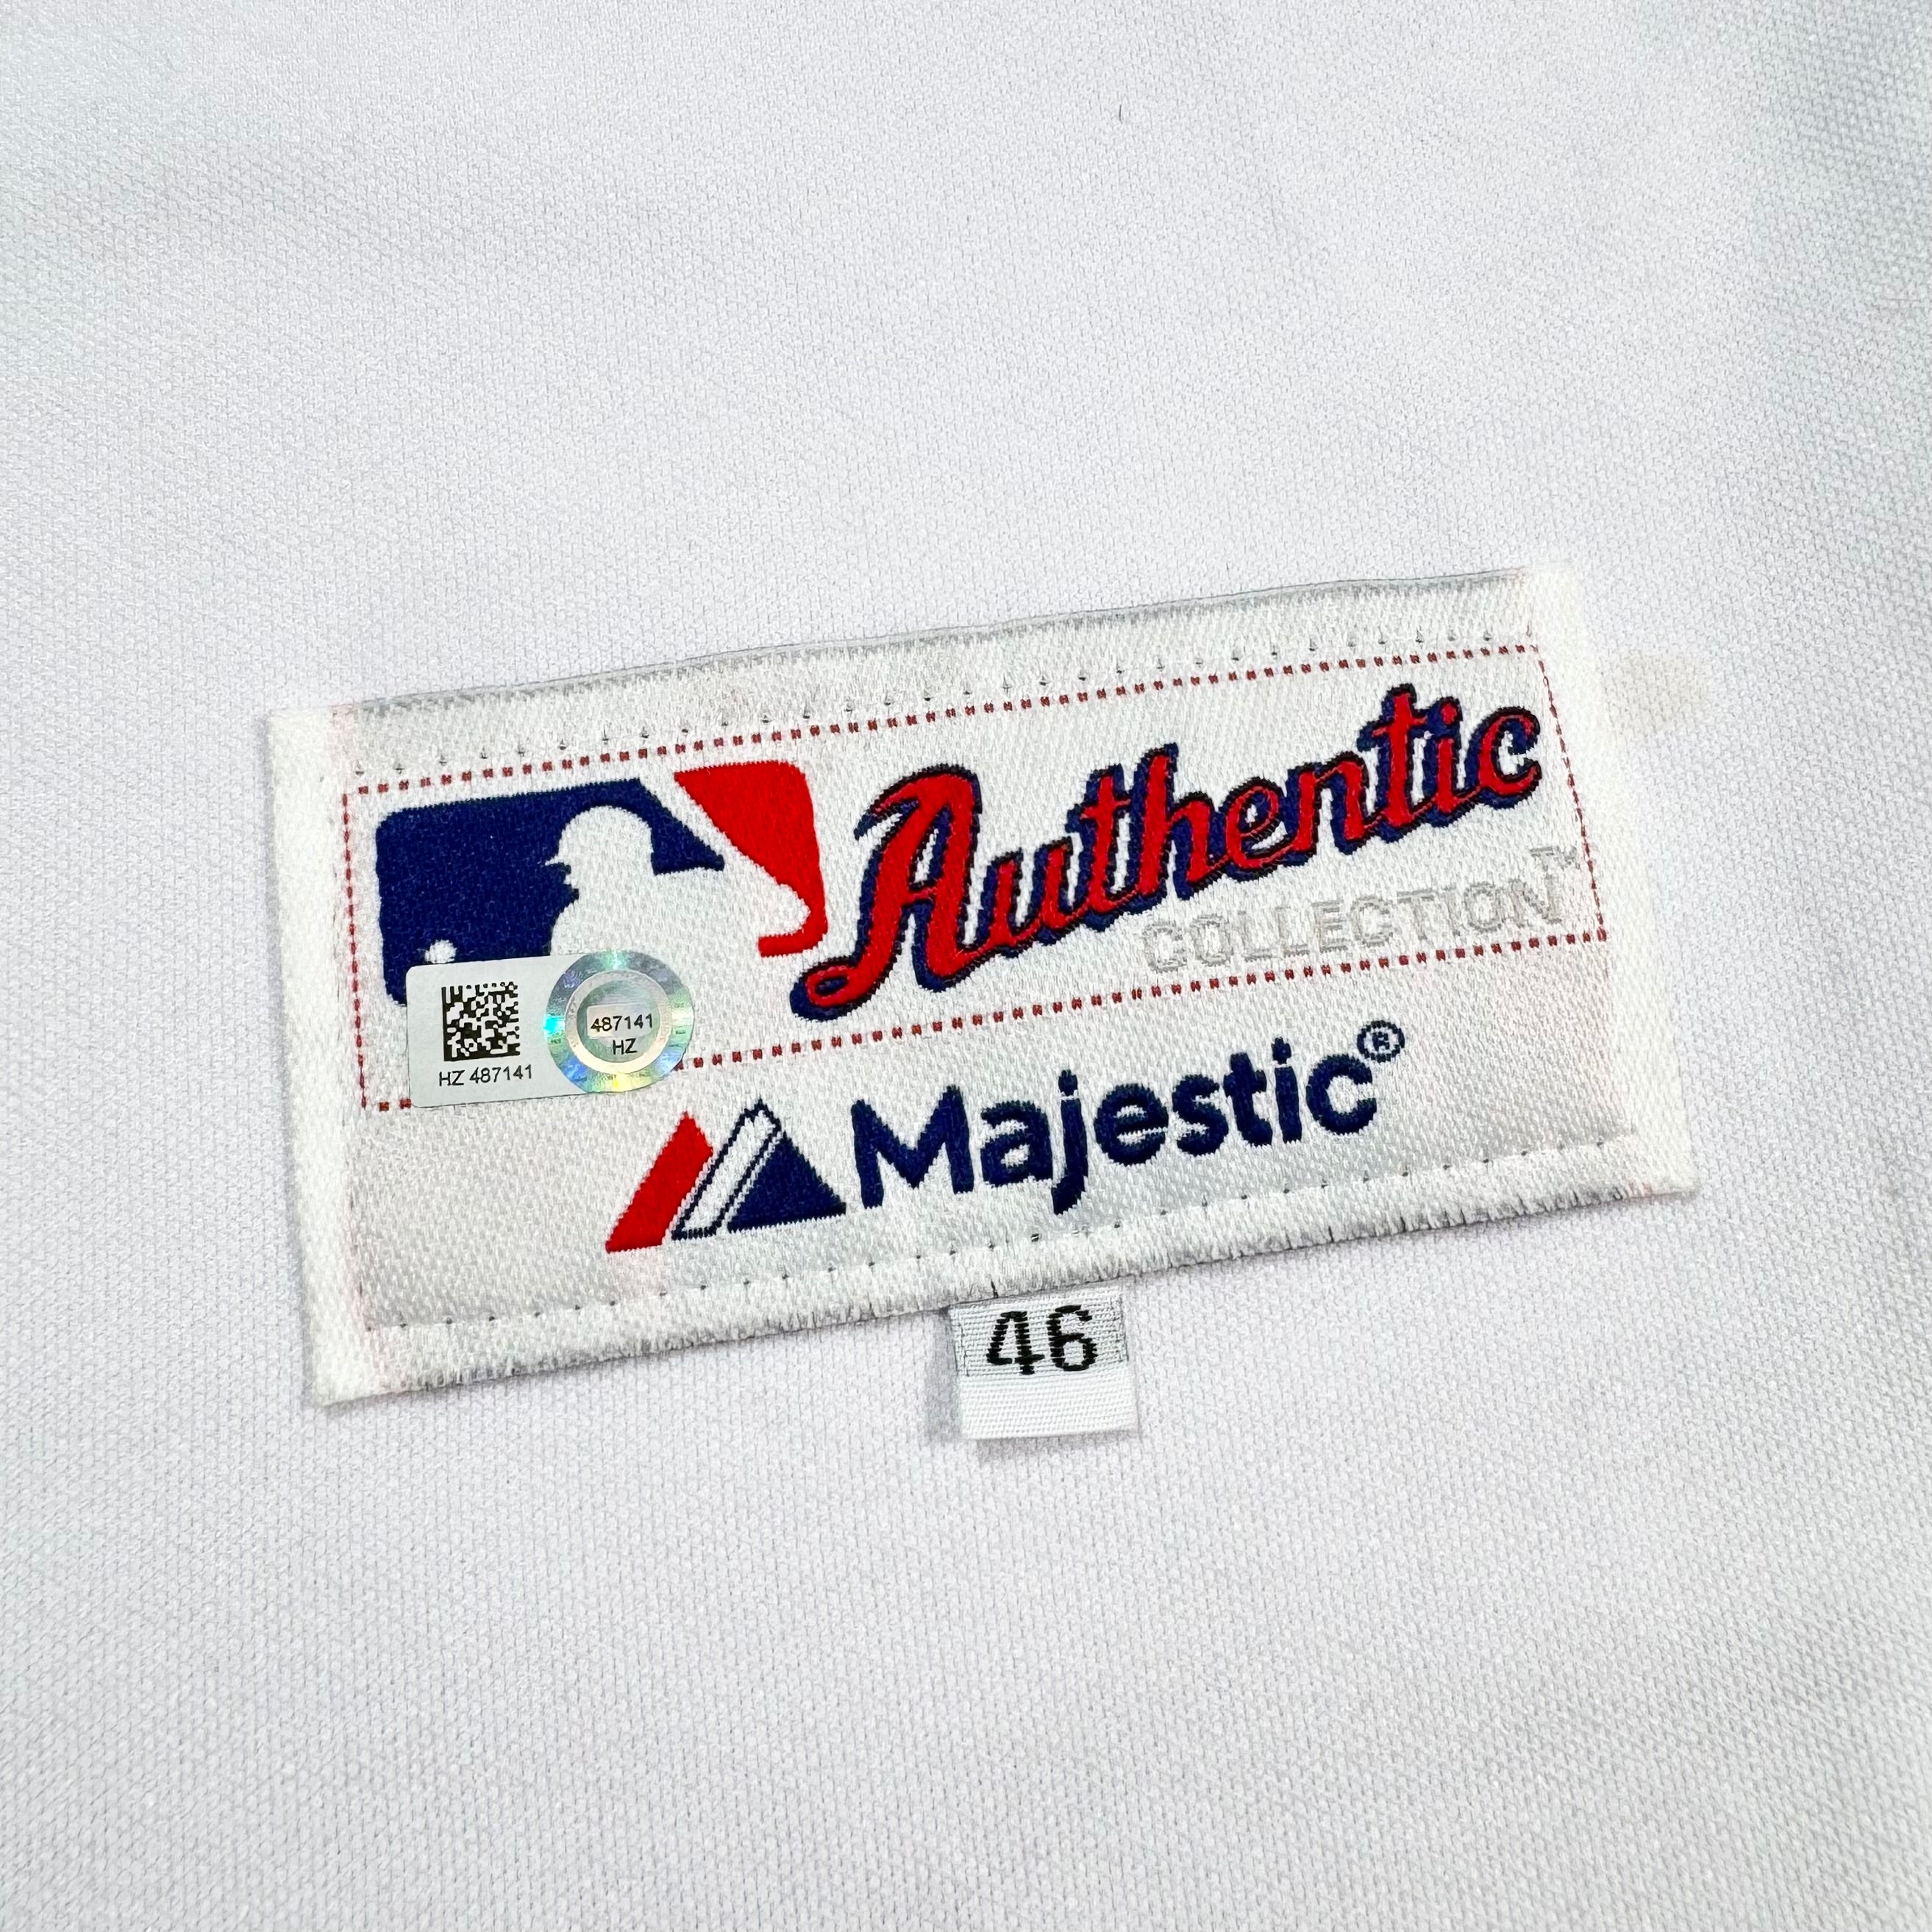 Authentic
COLLECTION™
487141
HZ
HZ 487141
Majestic®
46